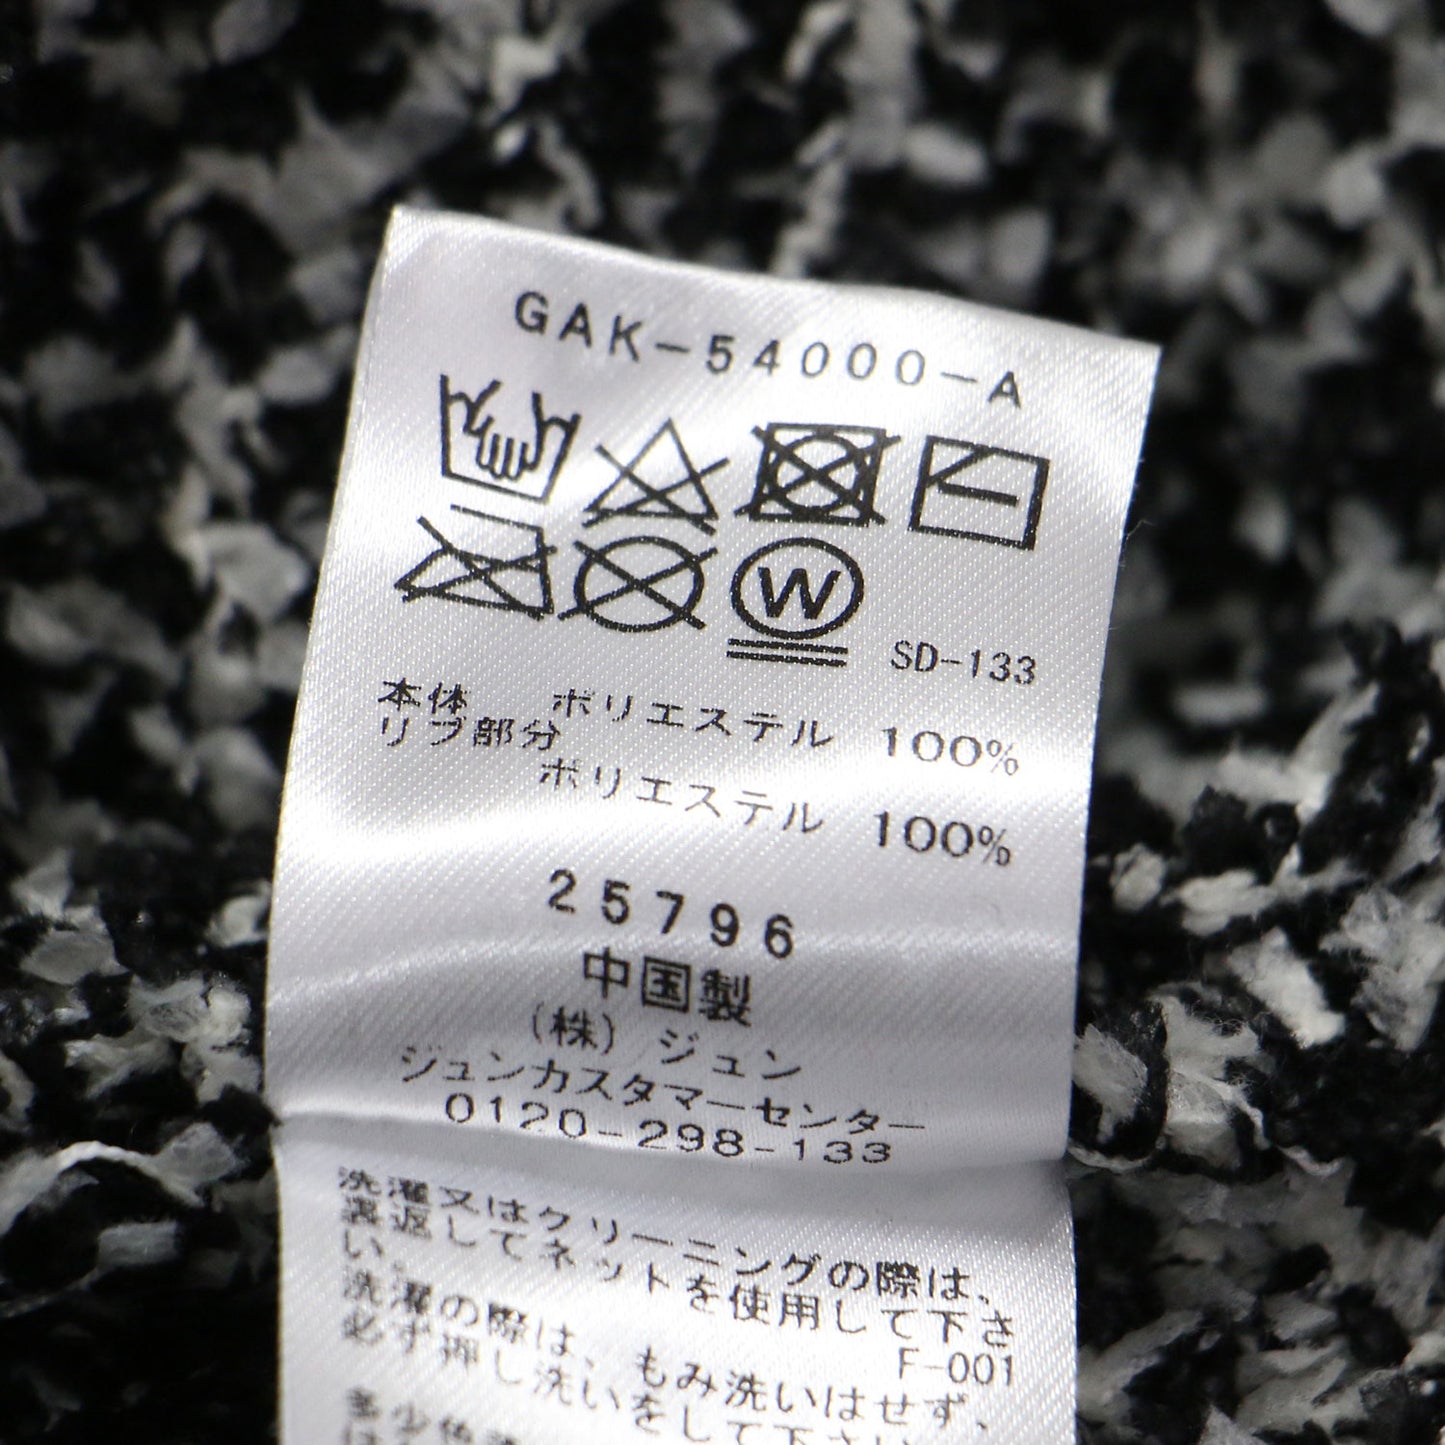 GAK-54000-A
W
SD-133
本体 ポリエステル 100%
リブ部分
ポリエステル 100%
25796
中国製
(株) ジュン
ジュンカスタマーセンター
0120-298-133
洗濯又はクリーニングの際は、
裏返してネットを使用して下さ
い。
F-001
洗濯の際は、もみ洗いはせず、
必ず押し洗いをして下さい
多少色